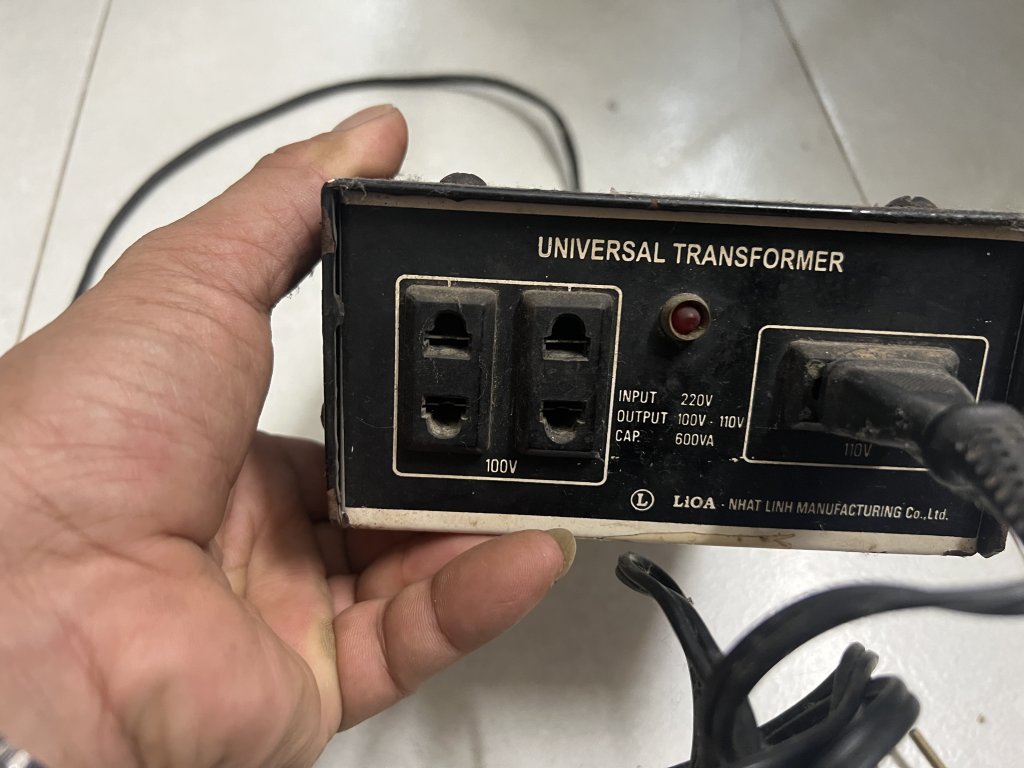 UNIVERSAL TRANSFORMER
INPUT 220V
OUTPUT 100V - 110V
CAP. 600VA
100V
110V
L LiOA - NHAT LINH MANUFACTURING Co.,Ltd.